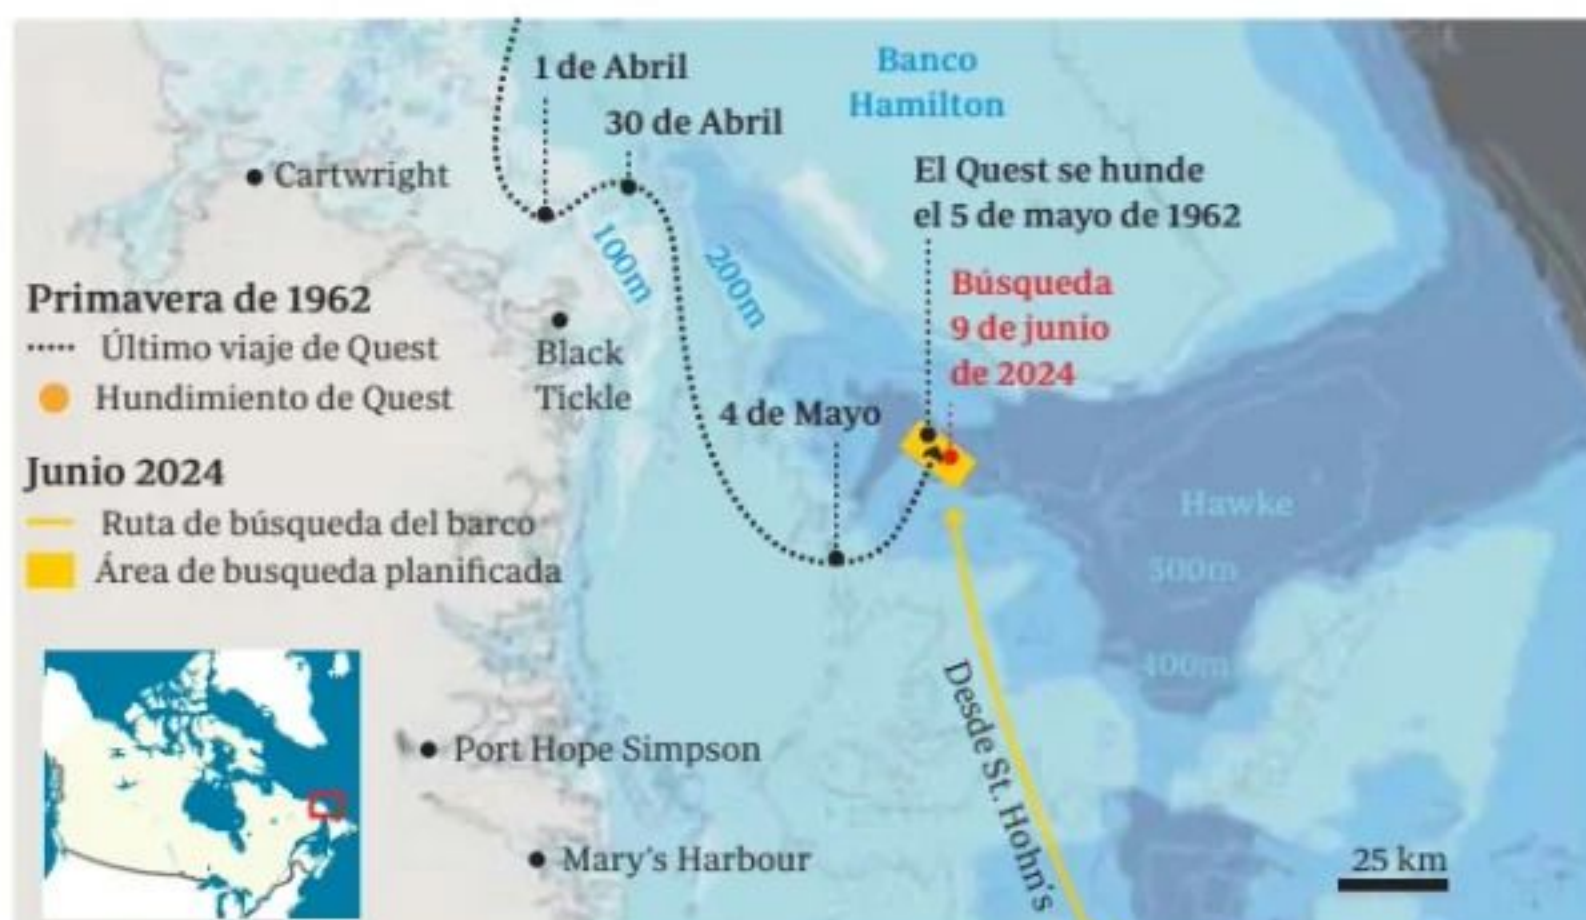 1 de Abril
30 de Abril
Banco
Hamilton
Cartwright
El Quest se hunde
el 5 de mayo de 1962
100m
200m
Búsqueda
9 de junio
de 2024
Primavera de 1962
Último viaje de Quest
Hundimiento de Quest
Black
Tickle
4 de Mayo
Junio 2024
Ruta de búsqueda del barco
Área de busqueda planificada
Hawke
300m
400m
Desde St. Hohn's
Port Hope Simpson
Mary's Harbour
25 km